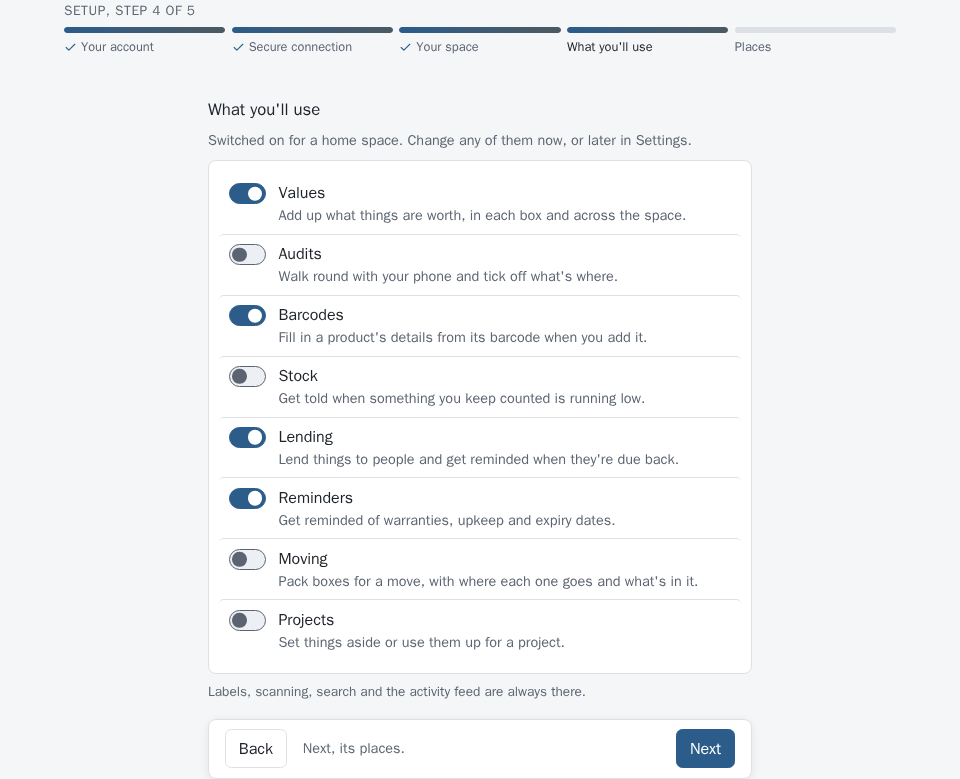 SETUP, STEP 4 OF 5
Your account
Secure connection
Your space
What you'll use
Places
What you'll use
Switched on for a home space. Change any of them now, or later in Settings.
Values
Add up what things are worth, in each box and across the space.
Audits
Walk round with your phone and tick off what's where.
Barcodes
Fill in a product's details from its barcode when you add it.
Stock
Get told when something you keep counted is running low.
Lending
Lend things to people and get reminded when they're due back.
Reminders
Get reminded of warranties, upkeep and expiry dates.
Moving
Pack boxes for a move, with where each one goes and what's in it.
Projects
Set things aside or use them up for a project.
Labels, scanning, search and the activity feed are always there.
Back
Next, its places.
Next